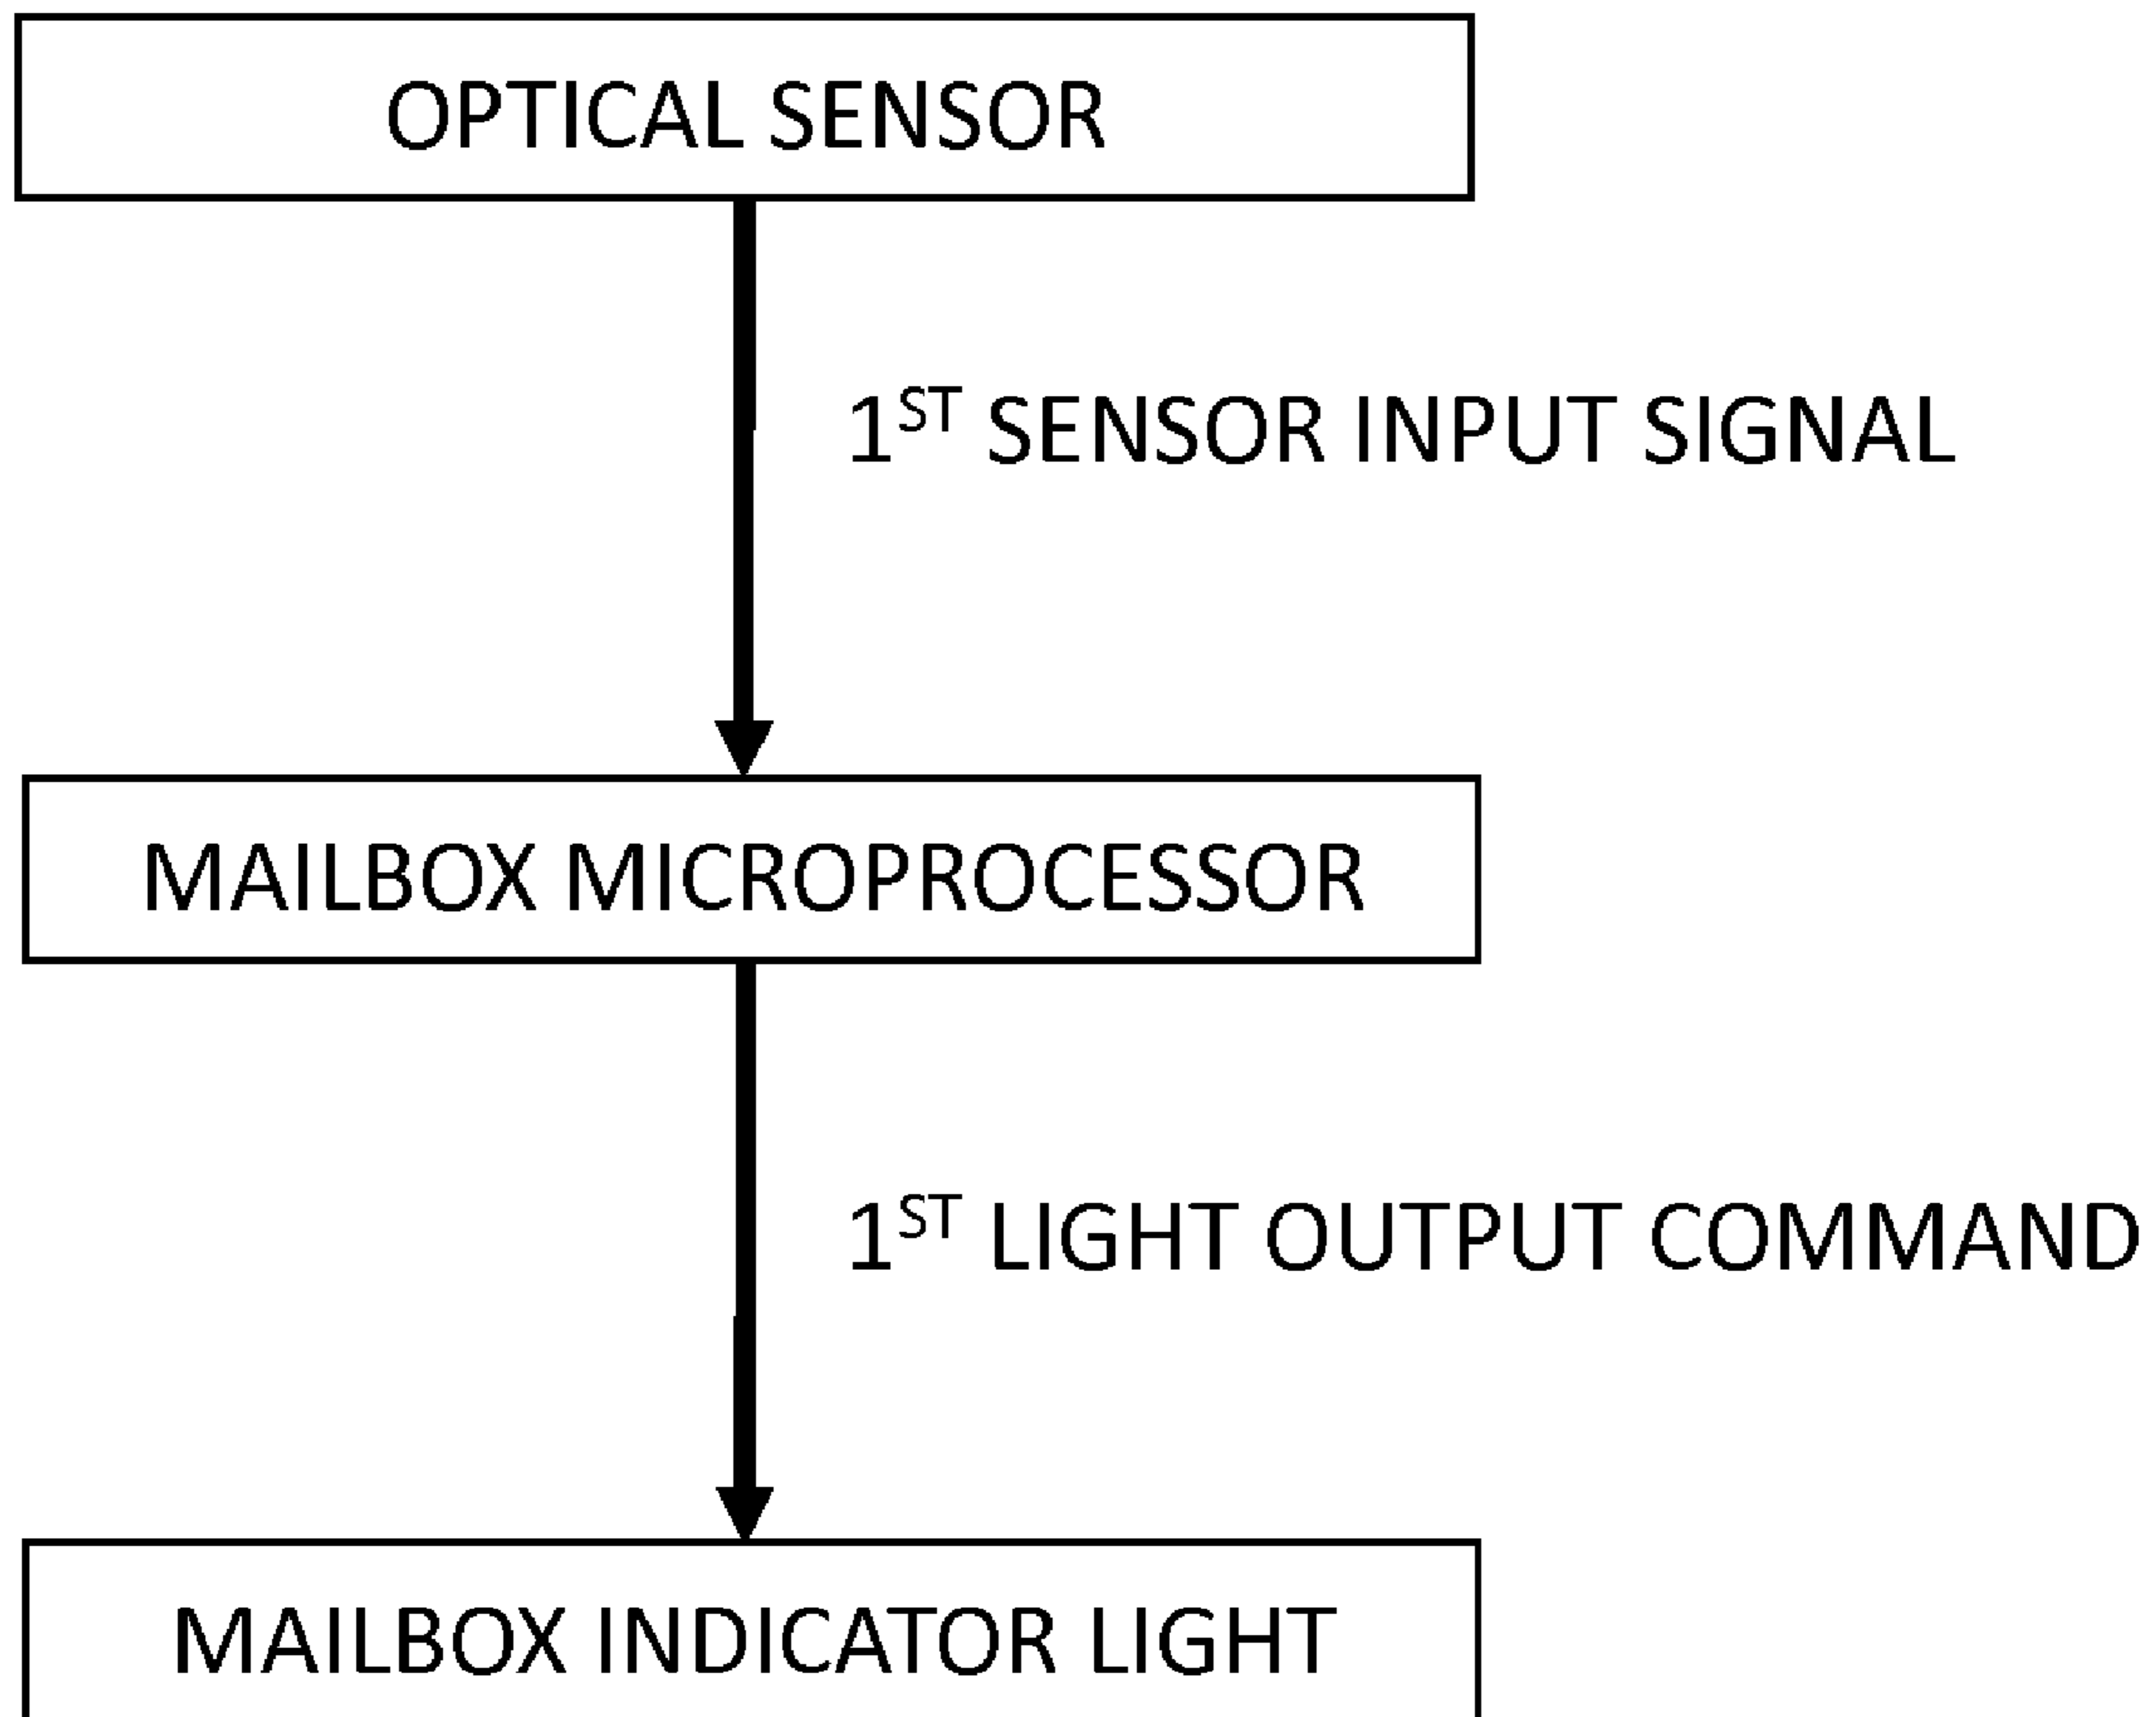 OPTICAL SENSOR
1ST SENSOR INPUT SIGNAL
MAILBOX MICROPROCESSOR
1ST LIGHT OUTPUT COMMAND
MAILBOX INDICATOR LIGHT